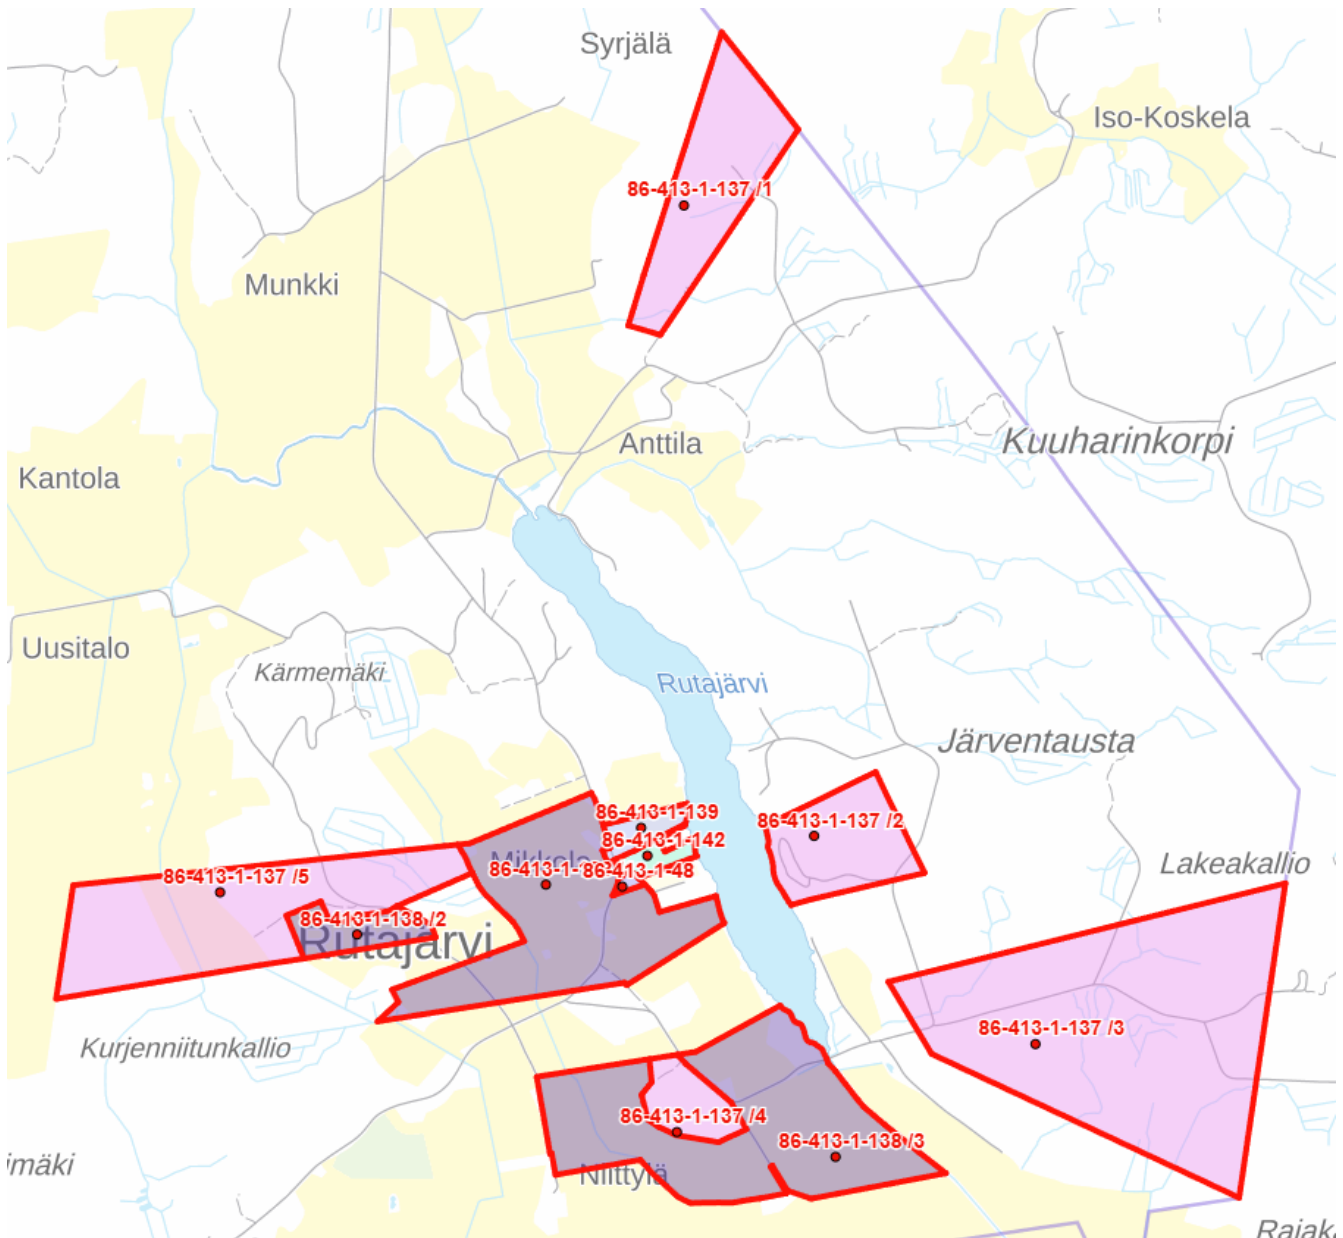 Syrjälä
Iso-Koskela
86-413-1-137 /1
Munkki
Kuuharinkorpi
Anttila
Kantola
Uusitalo
Kärmemäki
Rutajärvi
Järventausta
86-413-1-139
86-413-1-137 /2
86-413-1-142
Mikkola
Lakeakallio
86-413-1-48
86-413-1-137 /5
86-413-1-138 /2
Rutajärvi
86-413-1-137 /3
Kurjenniitunkallio
86-413-1-137 /4
86-413-1-138 /3
imäki
Niittylä
Rajak